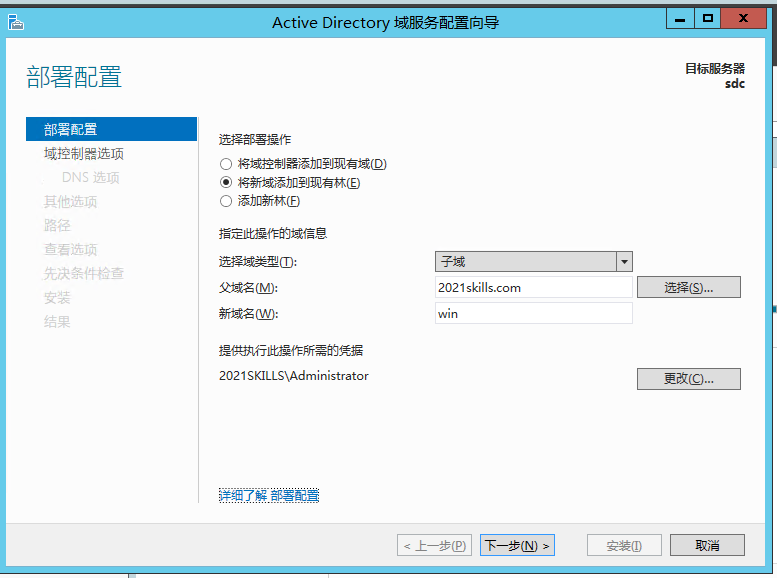 Active Directory 域服务配置向导
部署配置
目标服务器
sdc
部署配置
域控制器选项
DNS 选项
其他选项
路径
查看选项
先决条件检查
安装
结果
选择部署操作
将域控制器添加到现有域(D)
将新域添加到现有林(E)
添加新林(F)
指定此操作的域信息
选择域类型(T): 子域
父域名(M): 2021skills.com 选择(S)...
新域名(W): win
提供执行此操作所需的凭据
2021SKILLS\Administrator 更改(C)...
详细了解 部署配置
< 上一步(P) 下一步(N) > 安装(I) 取消